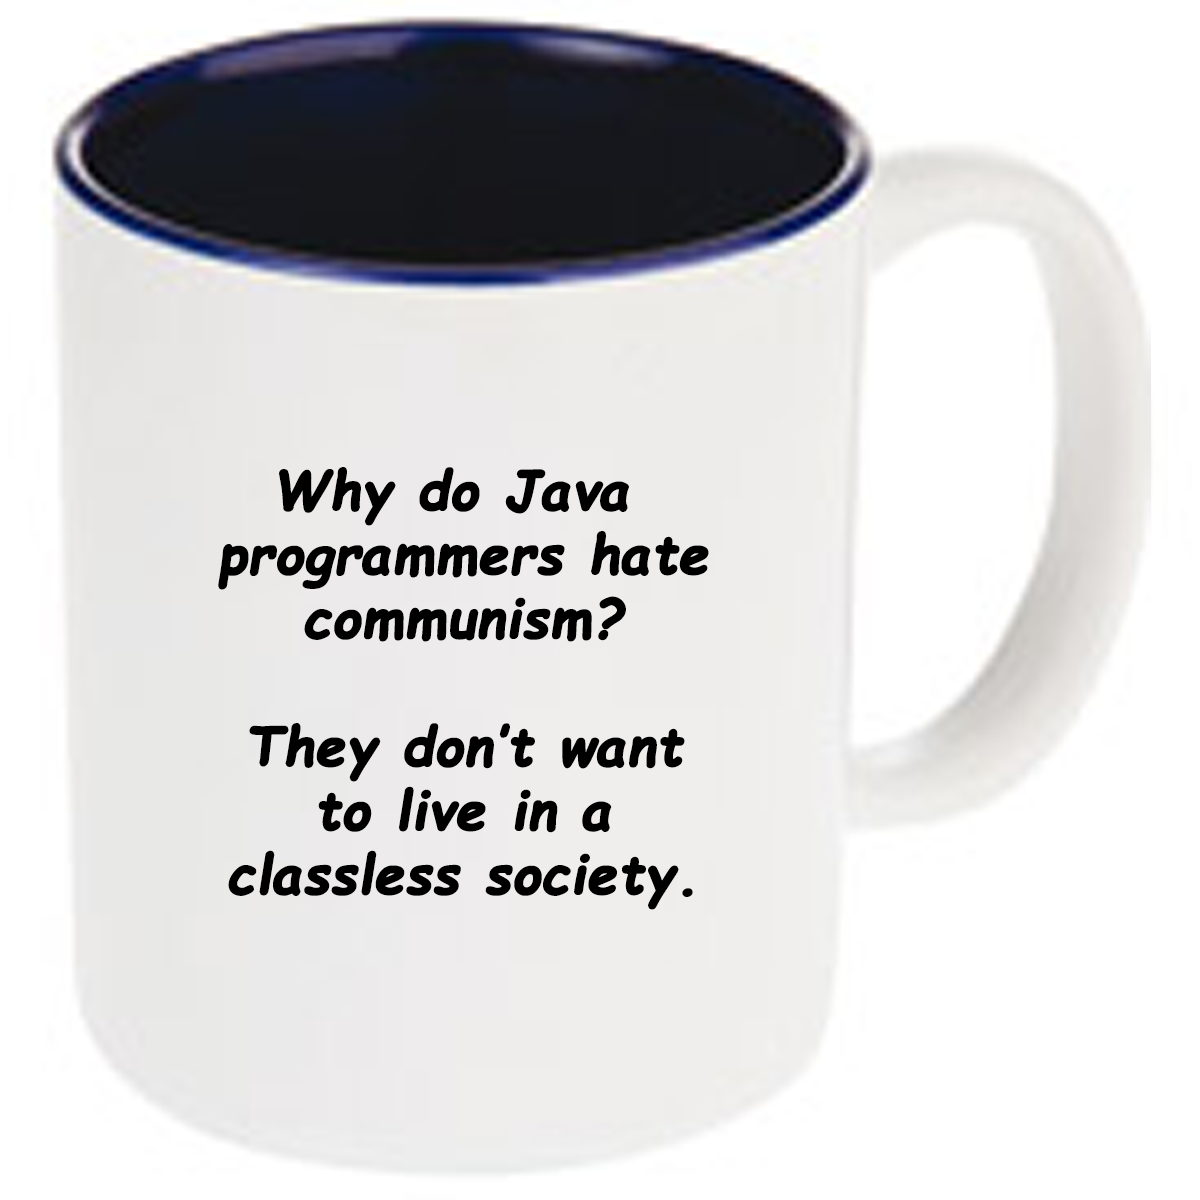 Why do Java
programmers hate
communism?
They don't want
to live in a
classless society.